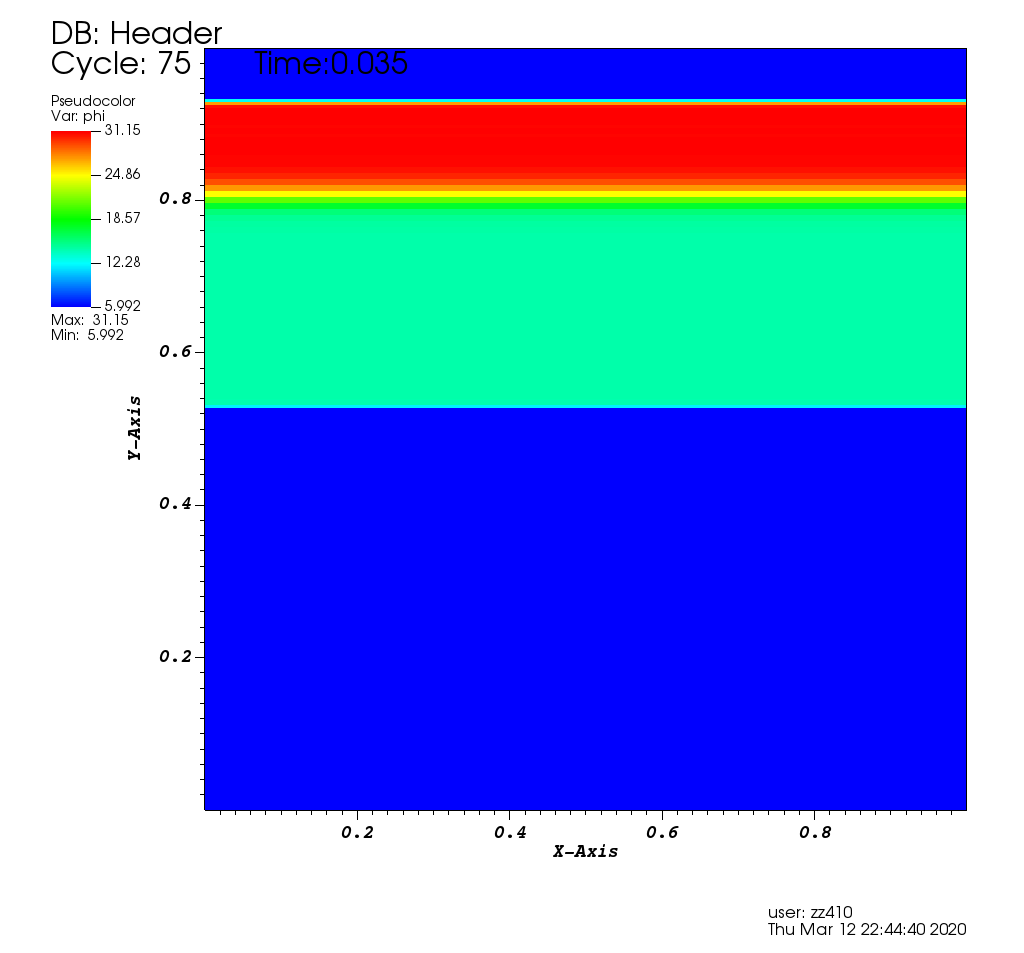 DB: Header
Cycle: 75 Time:0.035
Pseudocolor
Var: phi
31.15
24.86
18.57
12.28
5.992
Max: 31.15
Min: 5.992
0.8
0.6
0.4
0.2
Y-Axis
0.2 0.4 0.6 0.8
X-Axis
user: zz410
Thu Mar 12 22:44:40 2020